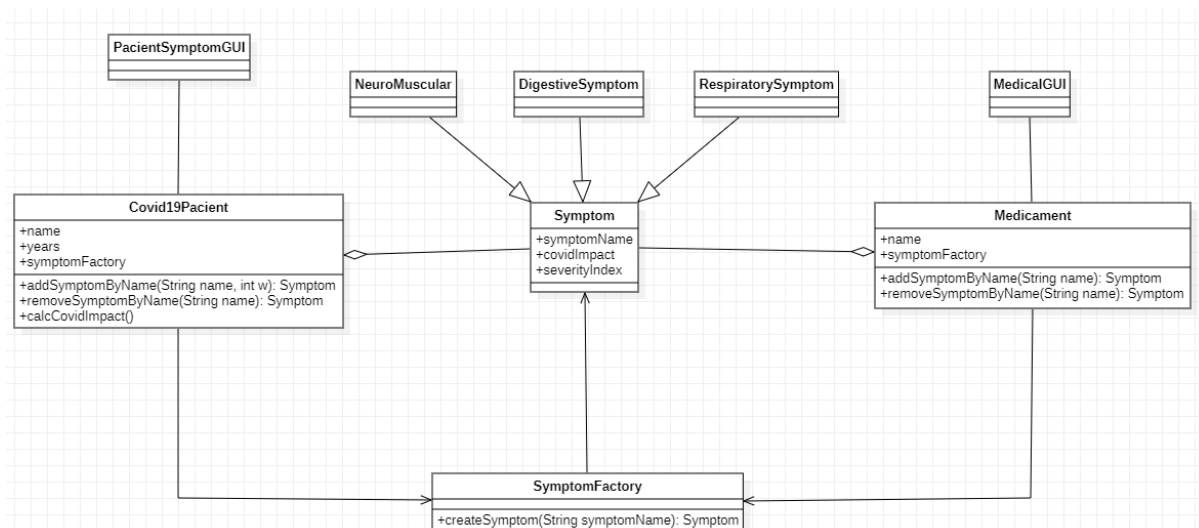 PacientSymptomGUI
NeuroMuscular
DigestiveSymptom
RespiratorySymptom
MedicalGUI
Covid19Pacient
+name
+years
+symptomFactory
+addSymptomByName(String name, int w): Symptom
+removeSymptomByName(String name): Symptom
+calcCovidImpact()
Symptom
+symptomName
+covidImpact
+severityIndex
Medicament
+name
+symptomFactory
+addSymptomByName(String name): Symptom
+removeSymptomByName(String name): Symptom
SymptomFactory
+createSymptom(String symptomName): Symptom